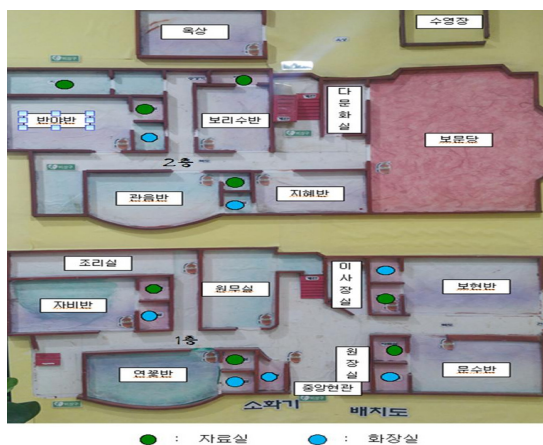 옥상
수영장
반야반
보리수반
다문화실
보문당
2층
관음반
지혜반
조리실
자비반
원무실
이사장실
보현반
1층
연꽃반
원장실
문수반
중앙현관
소화기 배치도
: 자료실 : 화장실